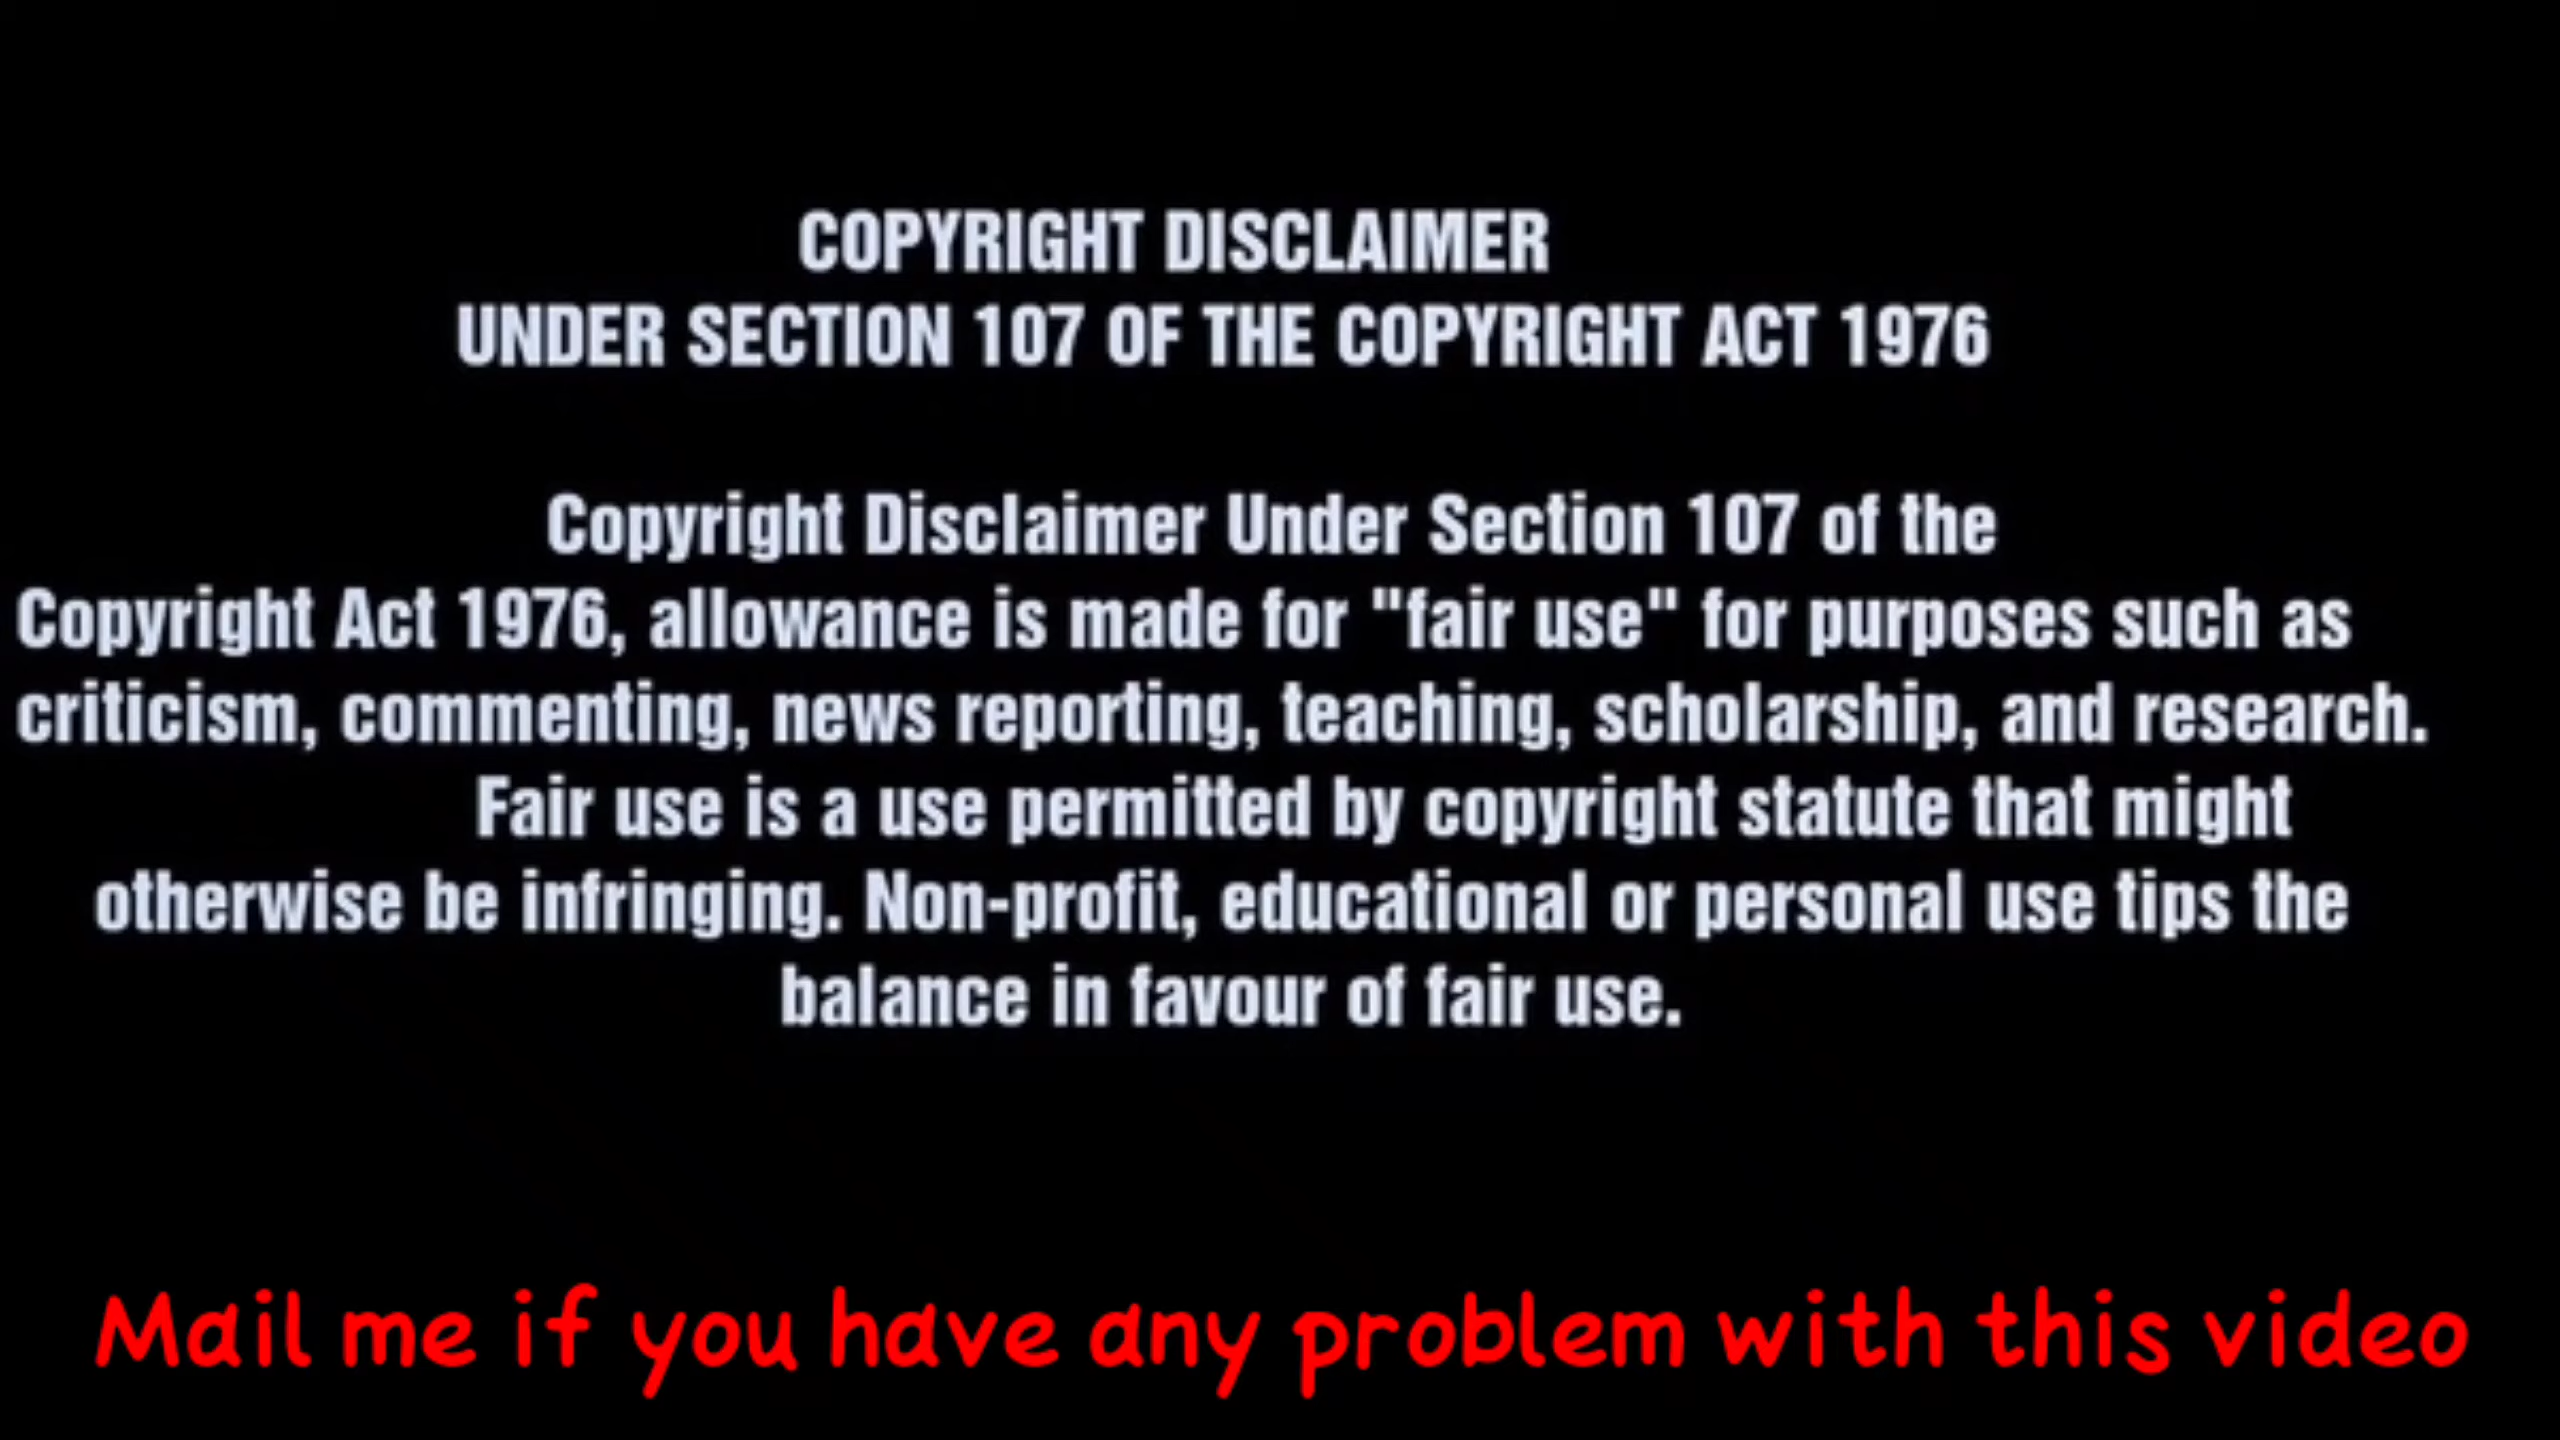 COPYRIGHT DISCLAIMER
UNDER SECTION 107 OF THE COPYRIGHT ACT 1976
Copyright Disclaimer Under Section 107 of the
Copyright Act 1976, allowance is made for "fair use" for purposes such as
criticism, commenting, news reporting, teaching, scholarship, and research.
Fair use is a use permitted by copyright statute that might
otherwise be infringing. Non-profit, educational or personal use tips the
balance in favour of fair use.
Mail me if you have any problem with this video